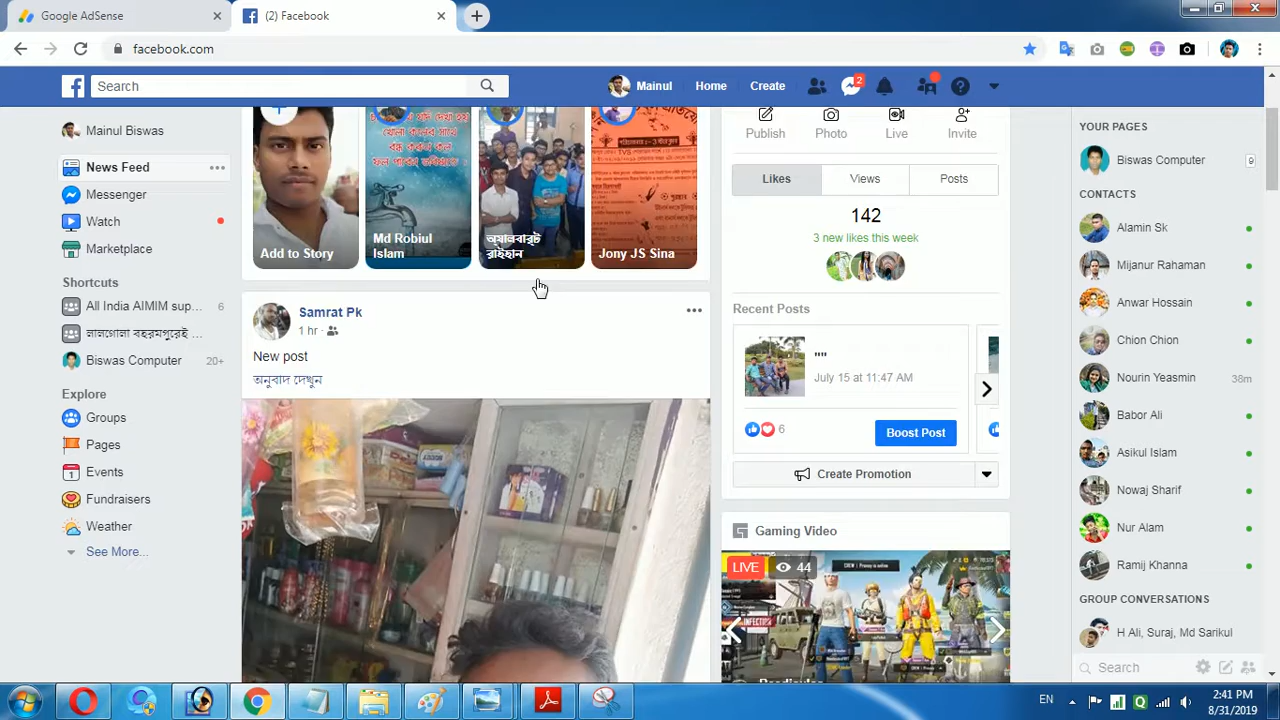 Google AdSense
(2) Facebook
facebook.com
Search
Mainul
Home
Create
2
Mainul Biswas
News Feed
Messenger
Watch
Marketplace
Shortcuts
All India AIMIM sup... 6
লালগোলা বহরমপুরেই ...
Biswas Computer 20+
Explore
Groups
Pages
Events
Fundraisers
Weather
See More...
Add to Story
Md Robiul
Islam
রাইহান
Jony JS Sina
Samrat Pk
1 hr
New post
অনুবাদ দেখুন
Publish
Photo
Live
Invite
Likes
Views
Posts
142
3 new likes this week
Recent Posts
""
July 15 at 11:47 AM
6
Boost Post
Create Promotion
Gaming Video
LIVE
44
YOUR PAGES
Biswas Computer 9
CONTACTS
Alamin Sk
Mijanur Rahaman
Anwar Hossain
Chion Chion
Nourin Yeasmin 38m
Babor Ali
Asikul Islam
Nowaj Sharif
Nur Alam
Ramij Khanna
GROUP CONVERSATIONS
H Ali, Suraj, Md Sarikul
Search
EN
2:41 PM
8/31/2019